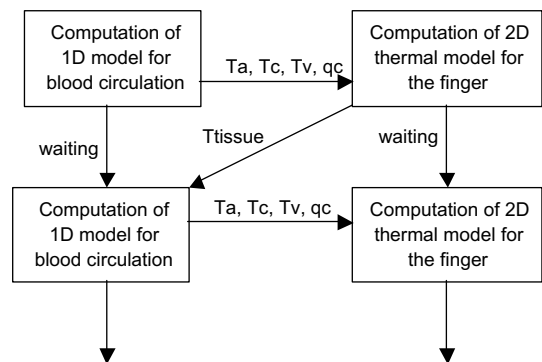 Computation of
1D model for
blood circulation
Ta, Tc, Tv, qc
Computation of 2D
thermal model for
the finger
waiting
Ttissue
waiting
Computation of
1D model for
blood circulation
Ta, Tc, Tv, qc
Computation of 2D
thermal model for
the finger